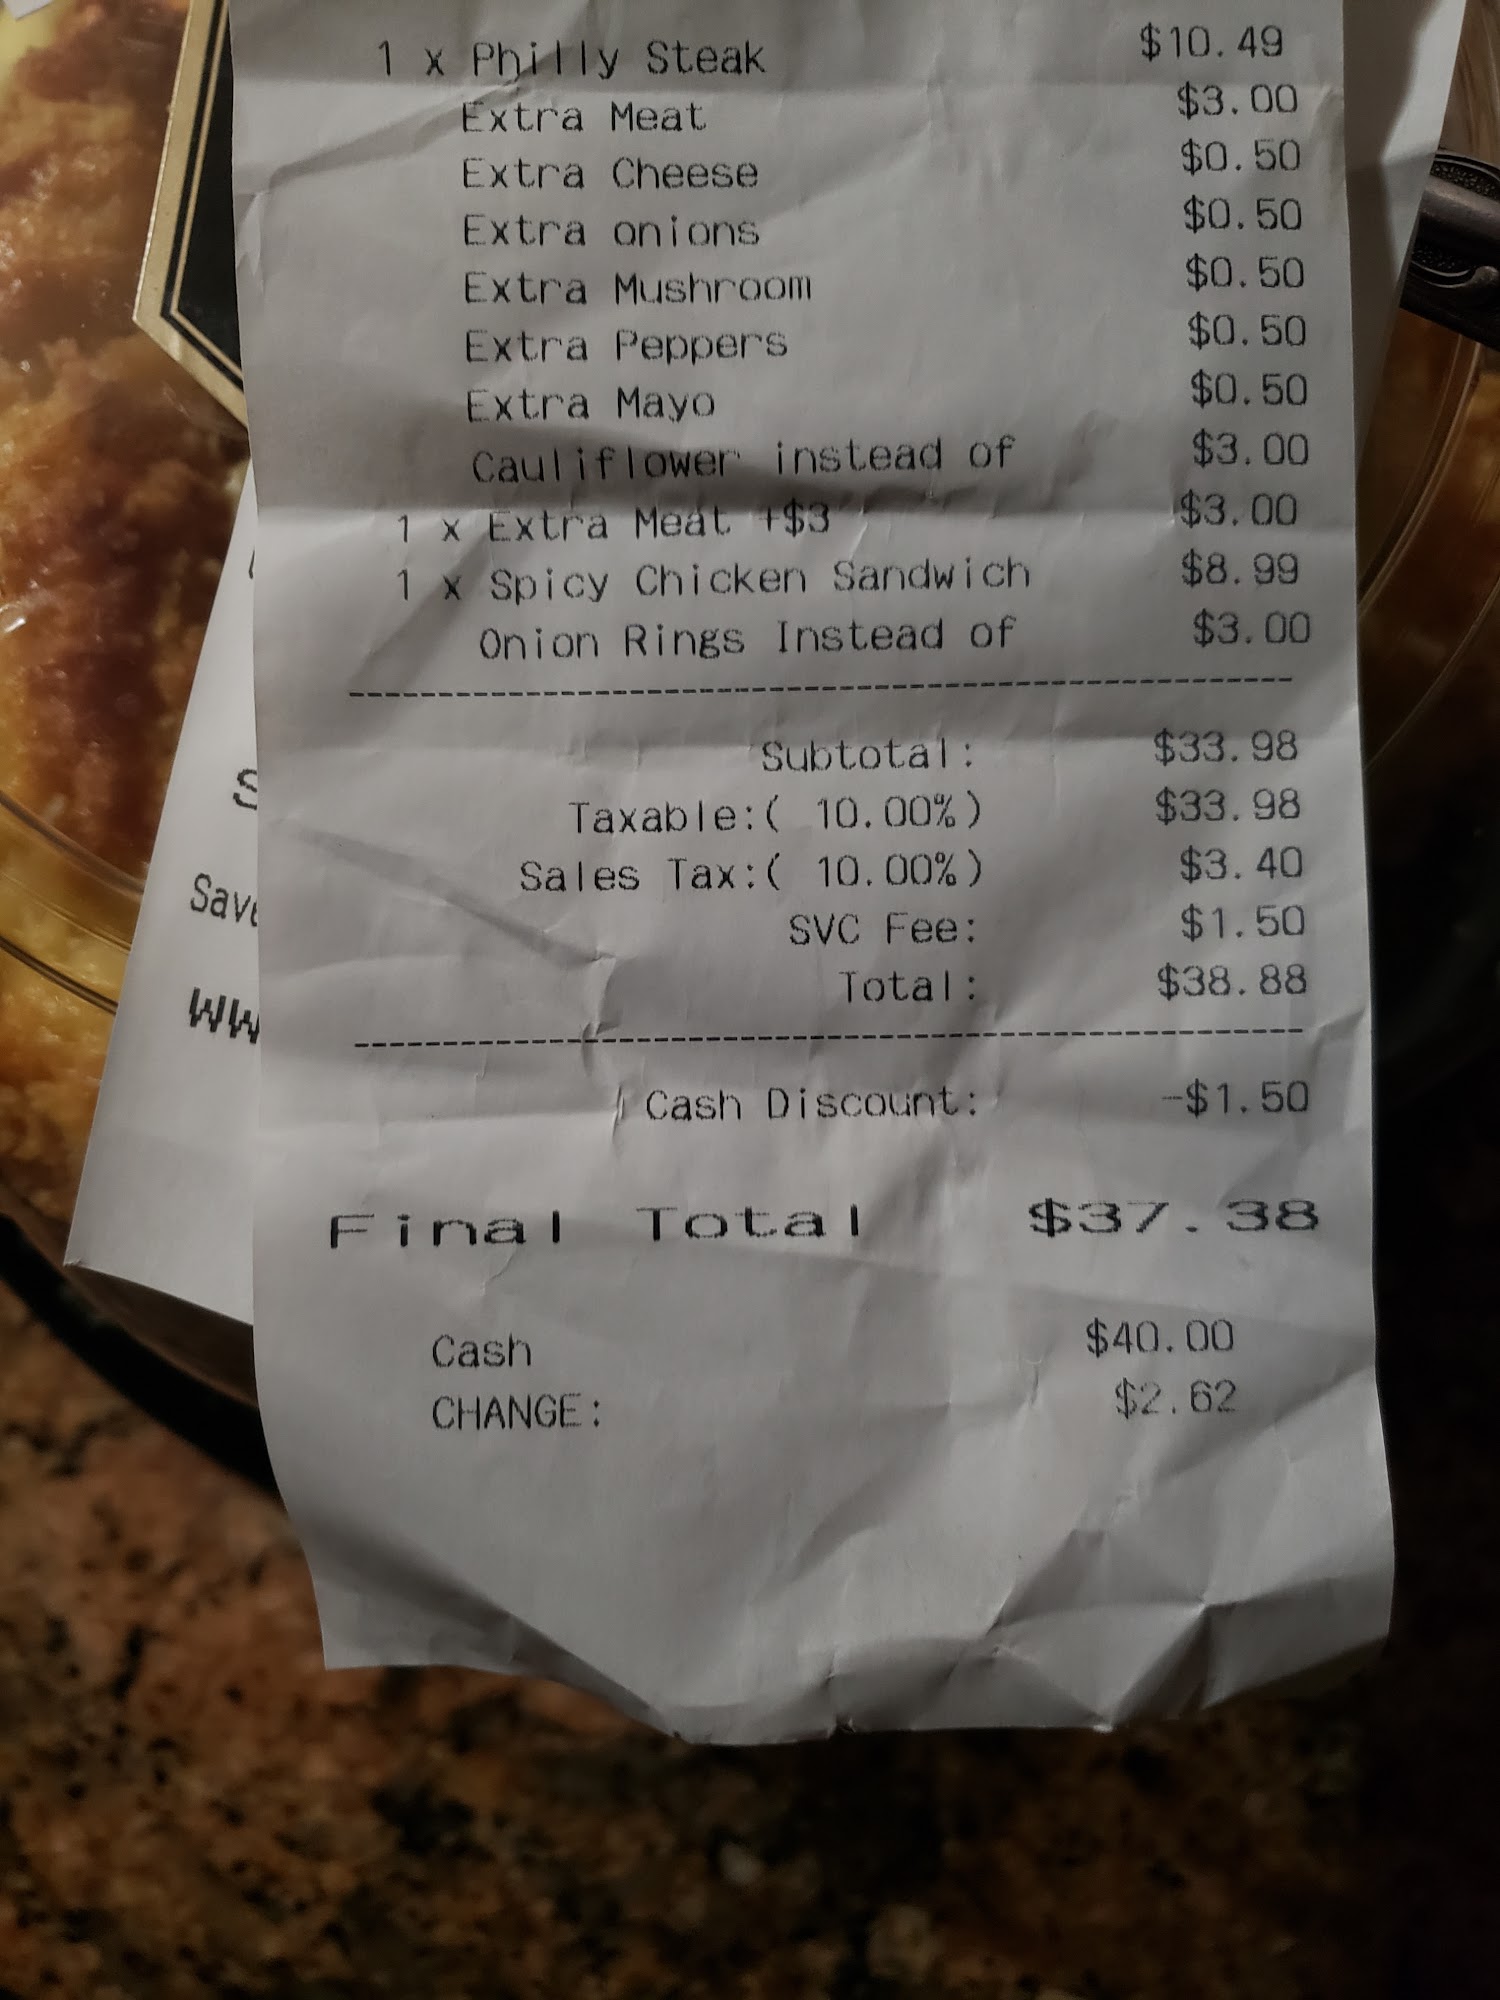 1 x Philly Steak $10.49
Extra Meat $3.00
Extra Cheese $0.50
Extra onions $0.50
Extra Mushroom $0.50
Extra Peppers $0.50
Extra Mayo $0.50
Cauliflower instead of $3.00
1 x Extra Meat +$3 $3.00
1 x Spicy Chicken Sandwich $8.99
Onion Rings Instead of $3.00
Subtotal: $33.98
Taxable:( 10.00%) $33.98
Sales Tax:( 10.00%) $3.40
SVC Fee: $1.50
Total: $38.88
Cash Discount: -$1.50
Final Total $37.38
Cash $40.00
CHANGE: $2.62